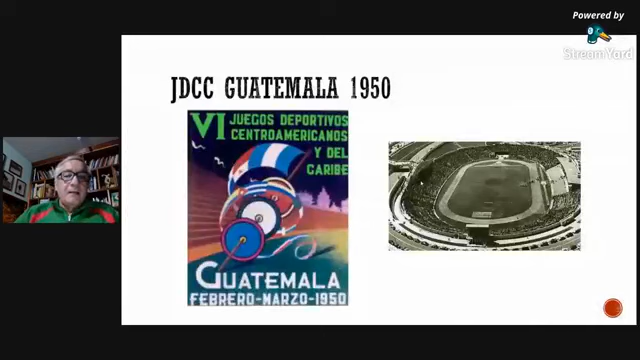 Powered by
StreamYard
JDCC GUATEMALA 1950
VI JUEGOS DEPORTIVOS
CENTROAMERICANOS
Y DEL
CARIBE
GUATEMALA
FEBRERO-MARZO-1950